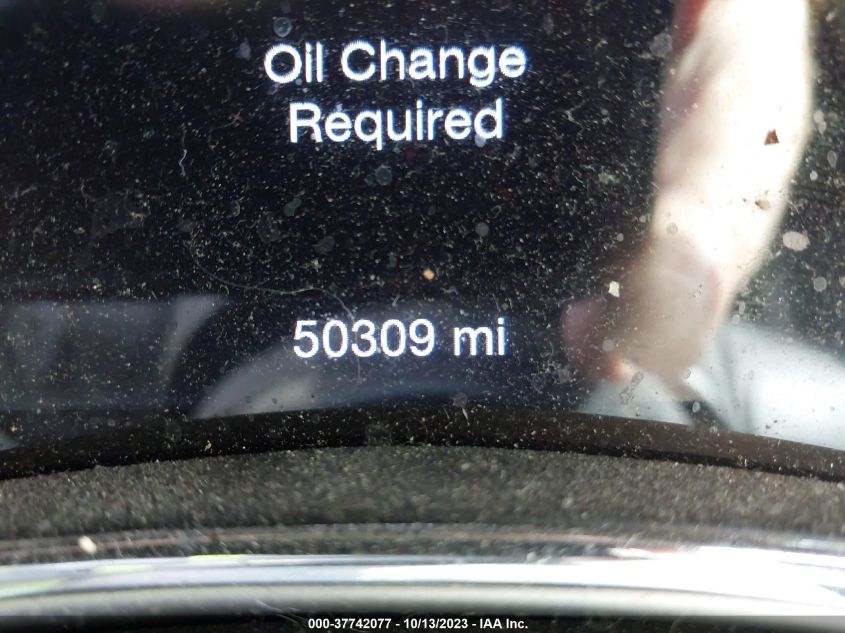 Oil Change
Required
50309 mi
000-37742077 - 10/13/2023 - IAA Inc.